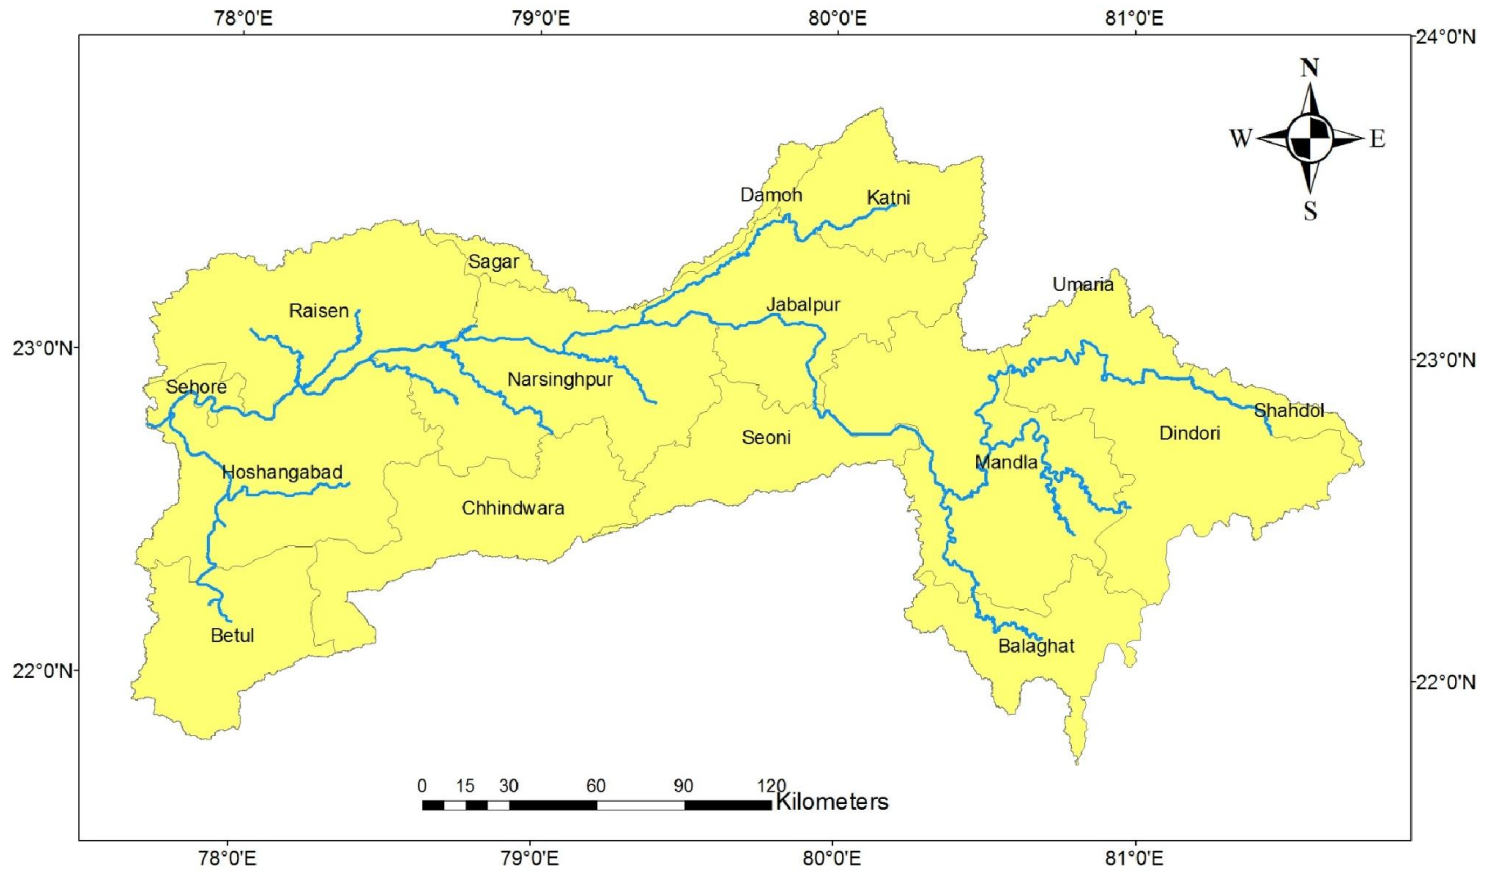 78°0'E 79°0'E 80°0'E 81°0'E
24°0'N
N
W E
S
Damoh
Katni
Sagar
Umaria
Raisen
Jabalpur
23°0'N
23°0'N
Sehore
Narsinghpur
Shahdol
Seoni
Dindori
Hoshangabad
Mandla
Chhindwara
Betul
Balaghat
22°0'N
22°0'N
0 15 30 60 90 120
Kilometers
78°0'E 79°0'E 80°0'E 81°0'E